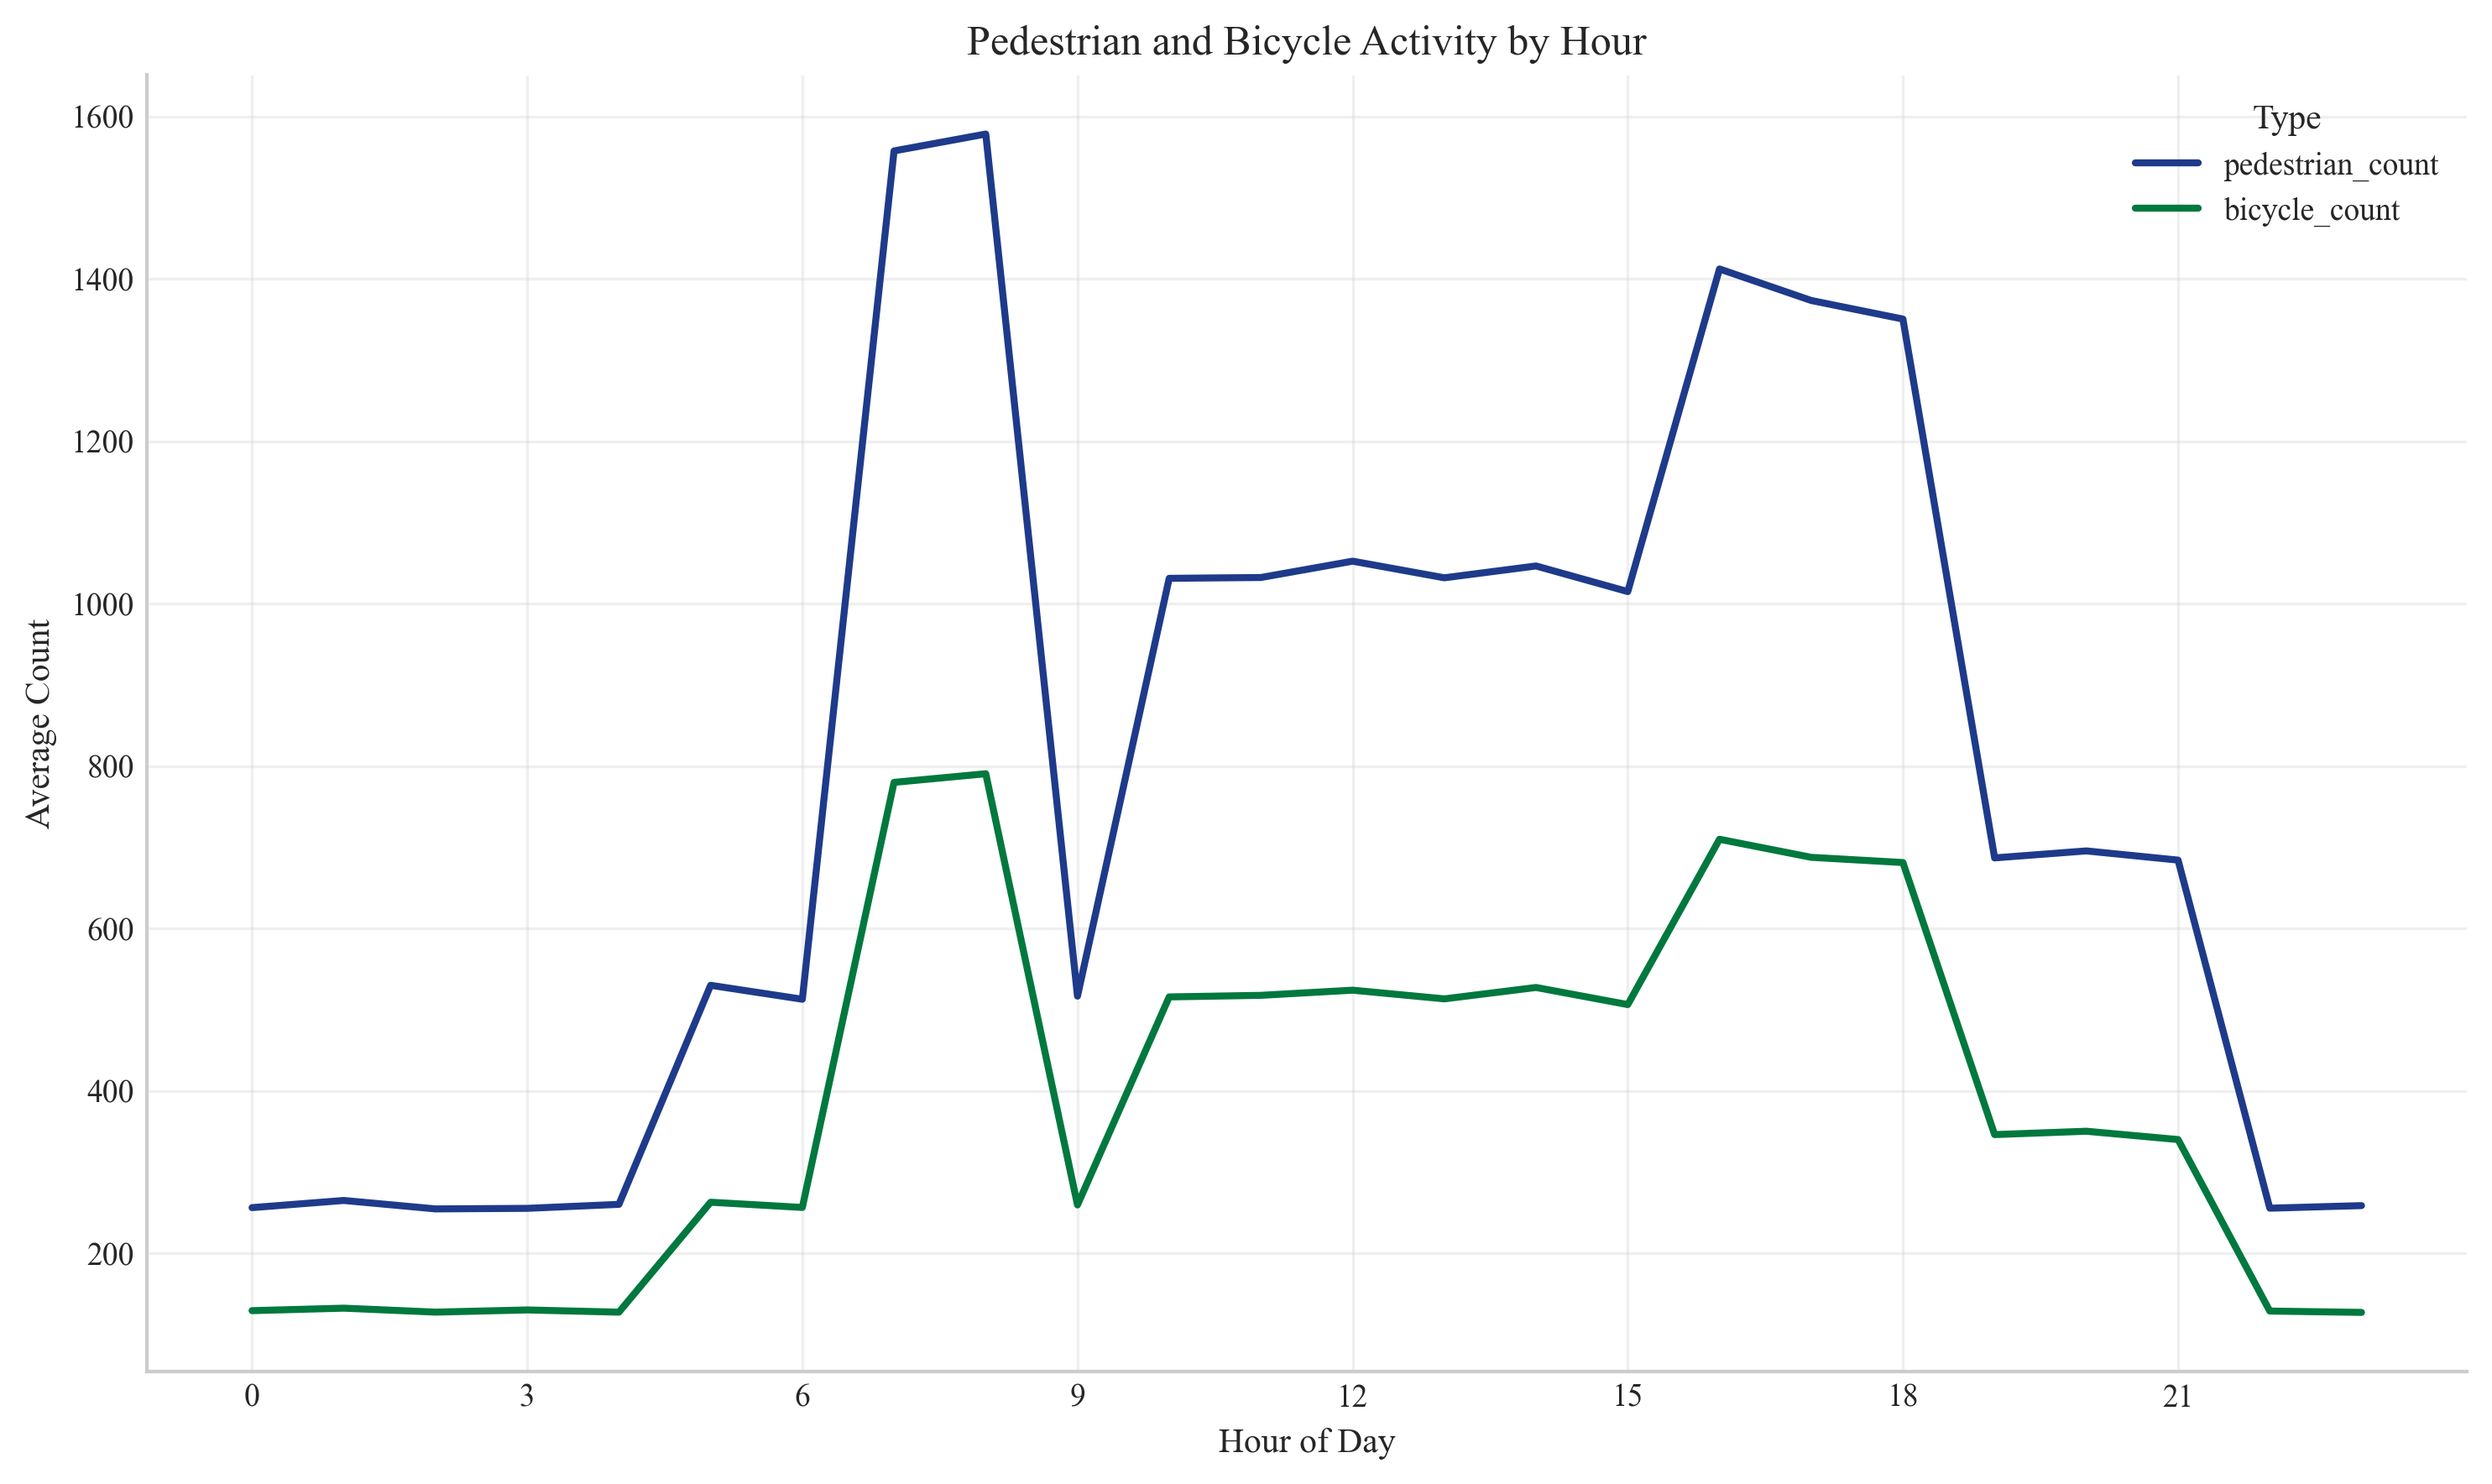 Pedestrian and Bicycle Activity by Hour
Type
pedestrian_count
bicycle_count
1600
1400
1200
1000
800
600
400
200
Average Count
0 3 6 9 12 15 18 21
Hour of Day